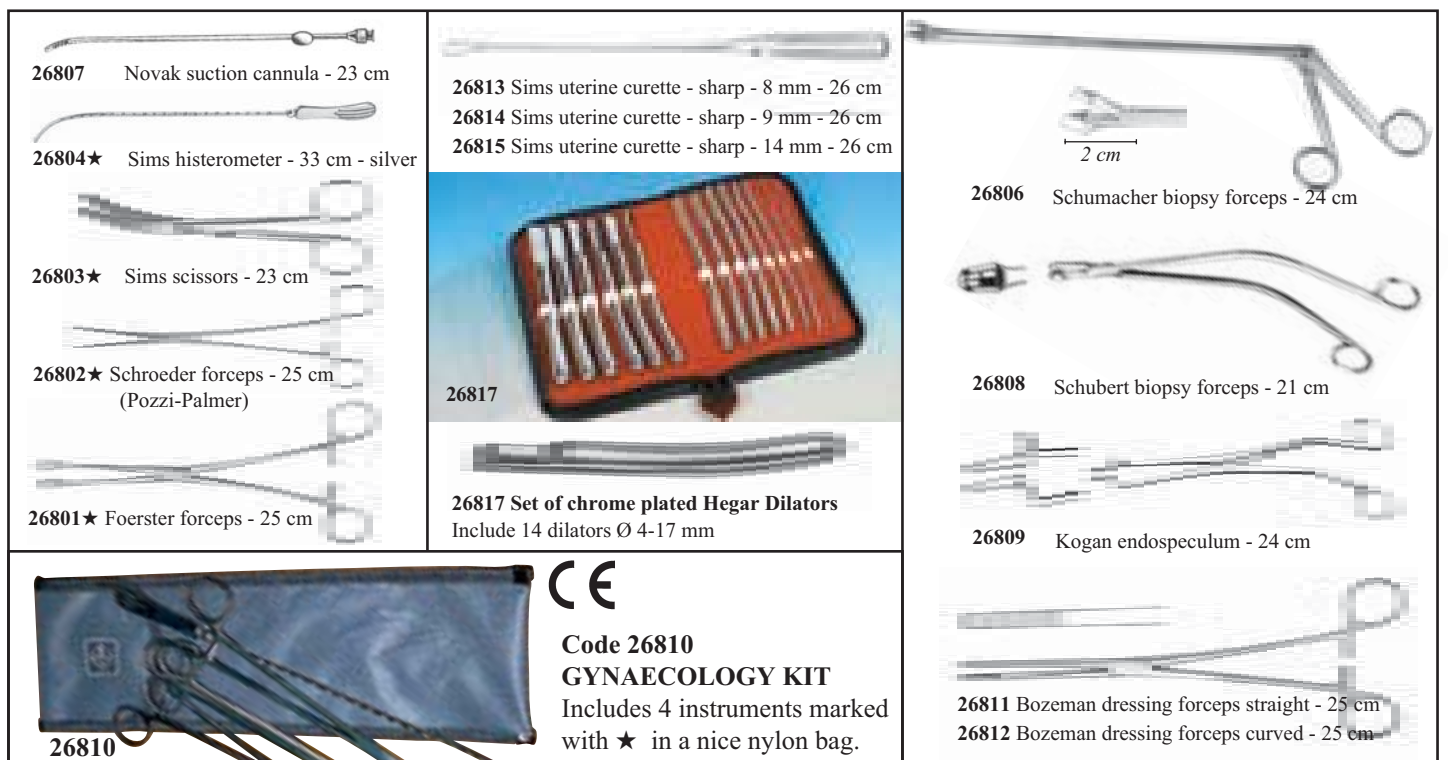 26807 Novak suction cannula - 23 cm
26804★ Sims histerometer - 33 cm - silver
26803★ Sims scissors - 23 cm
26802★ Schroeder forceps - 25 cm
(Pozzi-Palmer)
26801★ Foerster forceps - 25 cm
26813 Sims uterine curette - sharp - 8 mm - 26 cm
26814 Sims uterine curette - sharp - 9 mm - 26 cm
26815 Sims uterine curette - sharp - 14 mm - 26 cm
26817
26817 Set of chrome plated Hegar Dilators
Include 14 dilators Ø 4-17 mm
2 cm
26806 Schumacher biopsy forceps - 24 cm
26808 Schubert biopsy forceps - 21 cm
26809 Kogan endospeculum - 24 cm
26811 Bozeman dressing forceps straight - 25 cm
26812 Bozeman dressing forceps curved - 25 cm
26810
CE
Code 26810
GYNAECOLOGY KIT
Includes 4 instruments marked
with ★ in a nice nylon bag.